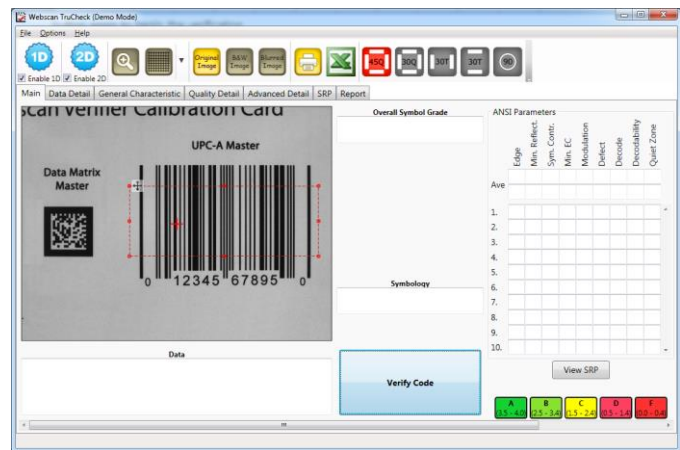 Webscan TruCheck (Demo Mode)
File Options Help
1D
2D
Original Image
B&W Image
Blurred Image
45Q
30Q
30T
30T
90
Enable 1D
Enable 2D
Main Data Detail General Characteristic Quality Detail Advanced Detail SRP Report
scan Verifier Calibration Card
UPC-A Master
Data Matrix
Master
0 12345 67895 0
Data
Overall Symbol Grade
Symbology
Verify Code
ANSI Parameters
Edge
Min. Reflect.
Sym. Contr.
Min. EC
Modulation
Defect
Decode
Decodability
Quiet Zone
Ave
1.
2.
3.
4.
5.
6.
7.
8.
9.
10.
View SRP
A
(3.5 - 4.0)
B
(2.5 - 3.4)
C
(1.5 - 2.4)
D
(0.5 - 1.4)
F
(0.0 - 0.4)